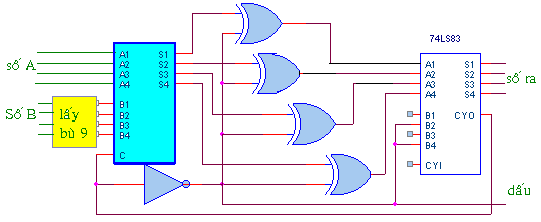 74LS83
số A
A1 S1
A2 S2
A3 S3
A4 S4
A1 S1
A2 S2
A3 S3
A4 S4
số ra
Số B
lấy
bù 9
B1
B2
B3
B4
C
B1 CYO
B2
B3
B4
CYI
dấu